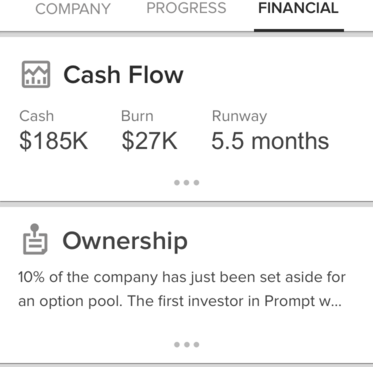 COMPANY PROGRESS FINANCIAL
Cash Flow
Cash Burn Runway
$185K $27K 5.5 months
Ownership
10% of the company has just been set aside for
an option pool. The first investor in Prompt w...